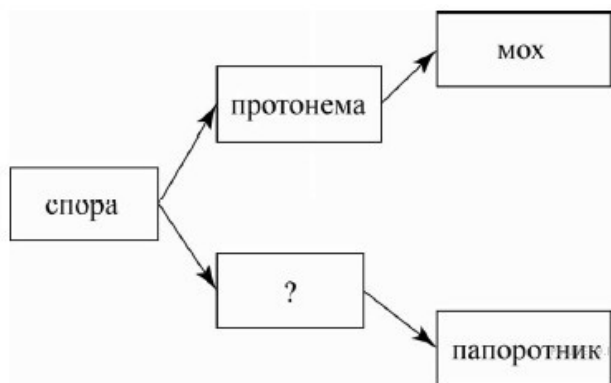 мох
протонема
спора
?
папоротник